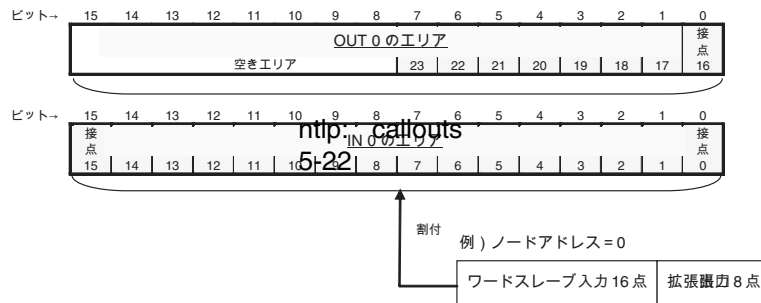 ビット→ 15 14 13 12 11 10 9 8 7 6 5 4 3 2 1 0
OUT 0 のエリア
接点
空きエリア 23 22 21 20 19 18 17 16
ビット→ 15 14 13 12 11 10 9 8 7 6 5 4 3 2 1 0
接点
ntlp: callouts
5-22
IN 0 のエリア
接点
15 14 13 12 11 10 9 8 7 6 5 4 3 2 1 0
割付
例 ) ノードアドレス = 0
ワードスレーブ入力 16 点
拡張 8 点